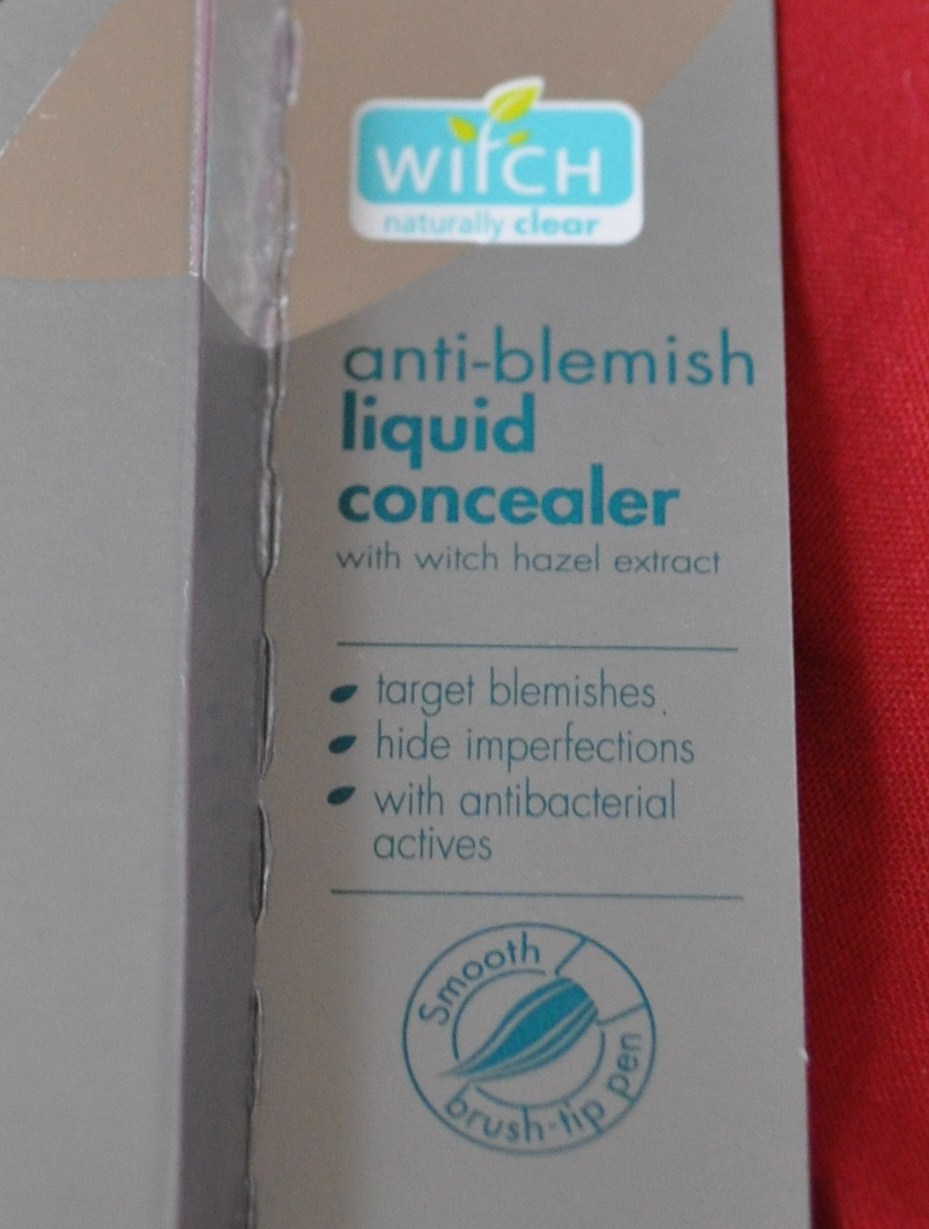 WITCH
naturally clear
anti-blemish
liquid
concealer
with witch hazel extract
target blemishes
hide imperfections
with antibacterial
actives
Smooth
brush-tip pen